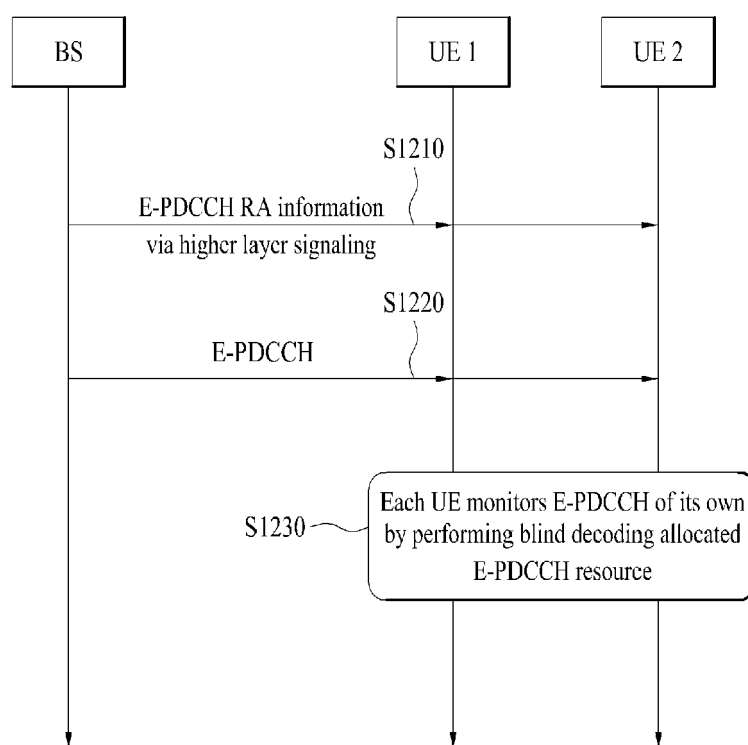 BS
UE 1
UE 2
S1210
E-PDCCH RA information
via higher layer signaling
S1220
E-PDCCH
S1230
Each UE monitors E-PDCCH of its own
by performing blind decoding allocated
E-PDCCH resource